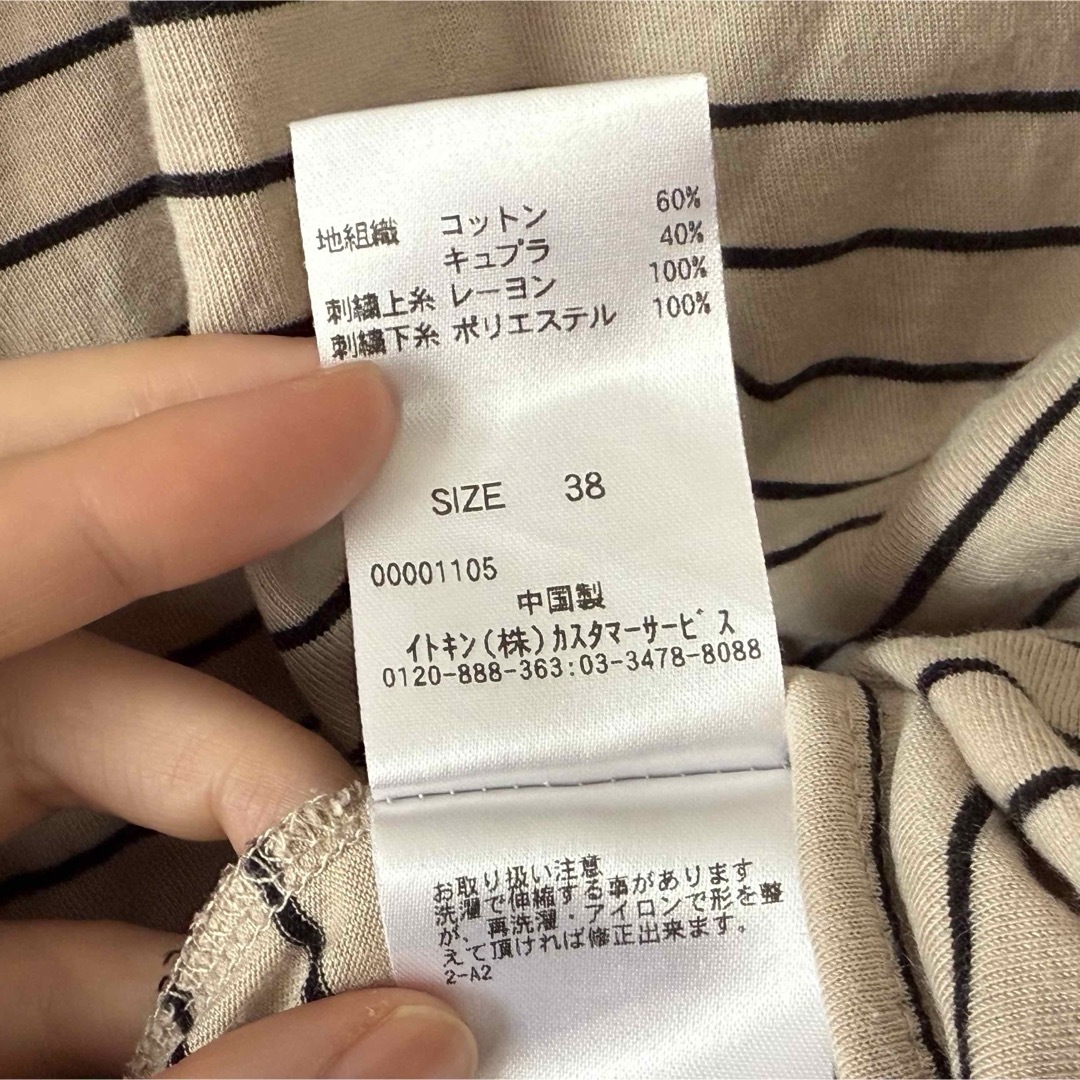 地組織 コットン 60%
キュプラ 40%
刺繍上糸 レーヨン 100%
刺繍下糸 ポリエステル 100%
SIZE 38
00001105
中国製
イトキン(株)カスタマーサービス
0120-888-363:03-3478-8088
お取り扱い注意
洗濯で伸縮する事があります
が、再洗濯・アイロンで形を整
えて頂ければ修正出来ます。
2-A2